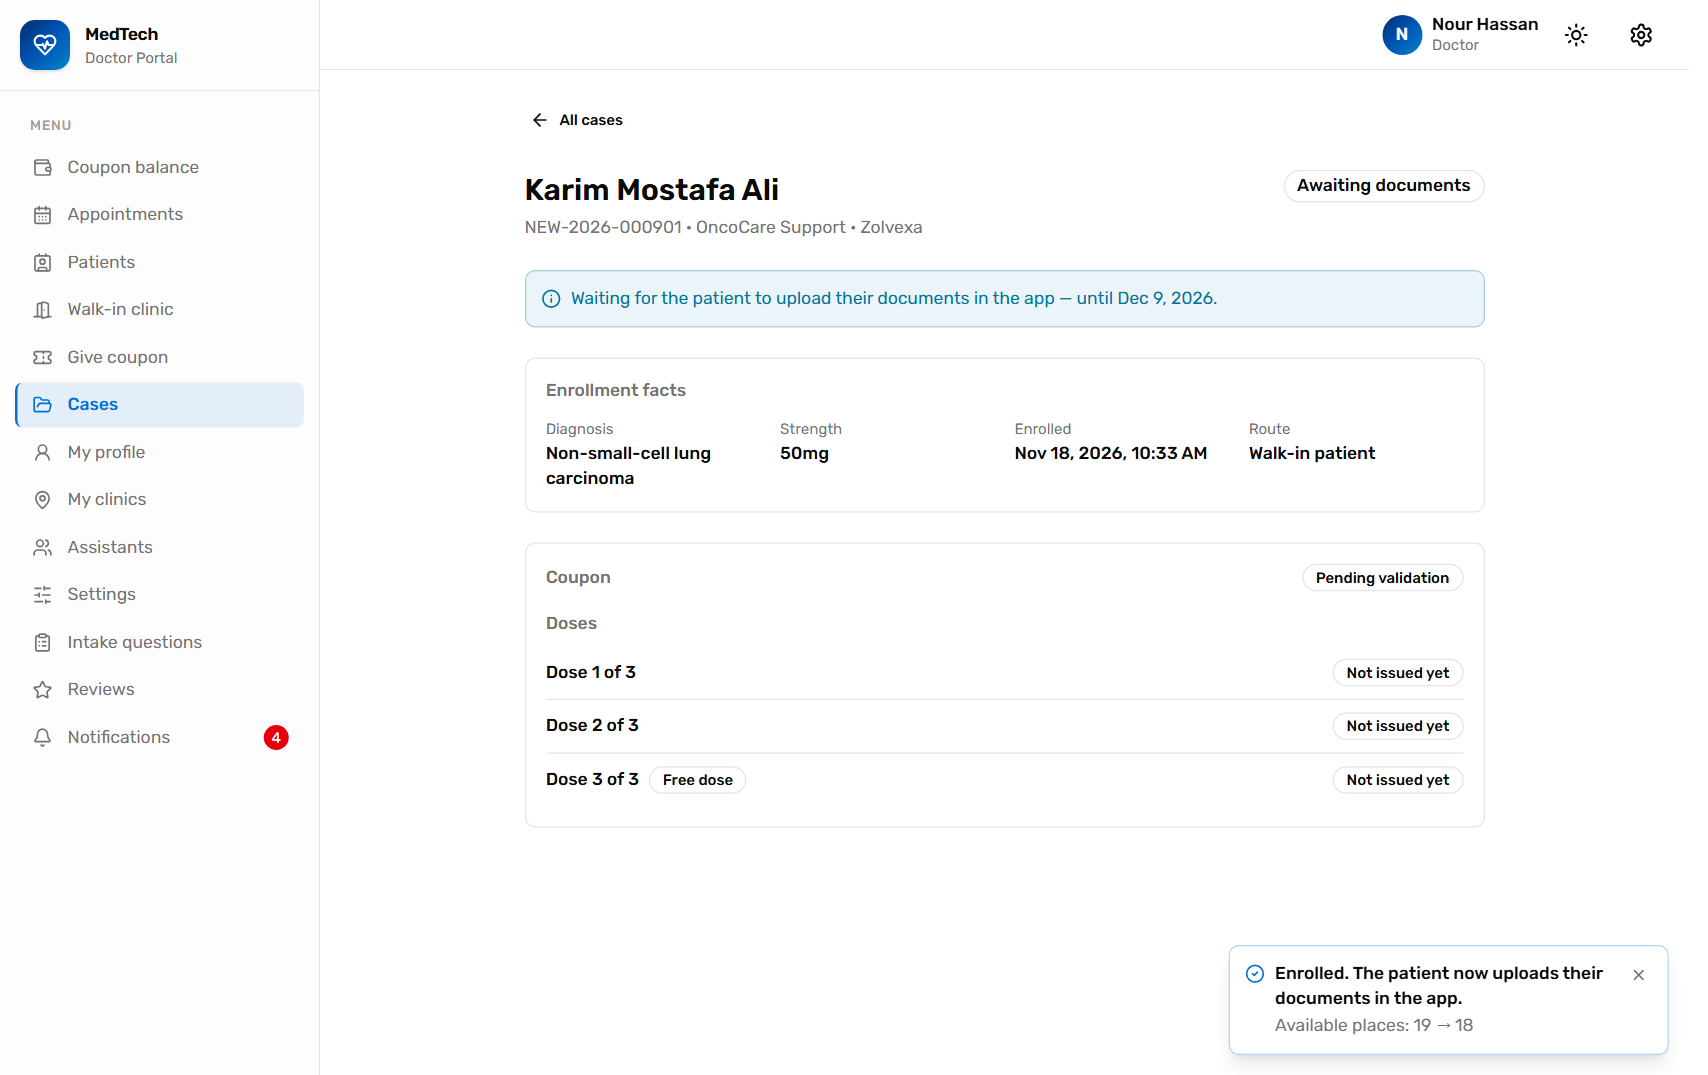 MedTech
Doctor Portal
MENU
Coupon balance
Appointments
Patients
Walk-in clinic
Give coupon
Cases
My profile
My clinics
Assistants
Settings
Intake questions
Reviews
Notifications 4
N
Nour Hassan
Doctor
All cases
Karim Mostafa Ali
Awaiting documents
NEW-2026-000901 • OncoCare Support • Zolvexa
Waiting for the patient to upload their documents in the app — until Dec 9, 2026.
Enrollment facts
Diagnosis
Non-small-cell lung
carcinoma
Strength
50mg
Enrolled
Nov 18, 2026, 10:33 AM
Route
Walk-in patient
Coupon
Pending validation
Doses
Dose 1 of 3
Not issued yet
Dose 2 of 3
Not issued yet
Dose 3 of 3
Free dose
Not issued yet
Enrolled. The patient now uploads their
documents in the app.
Available places: 19 → 18